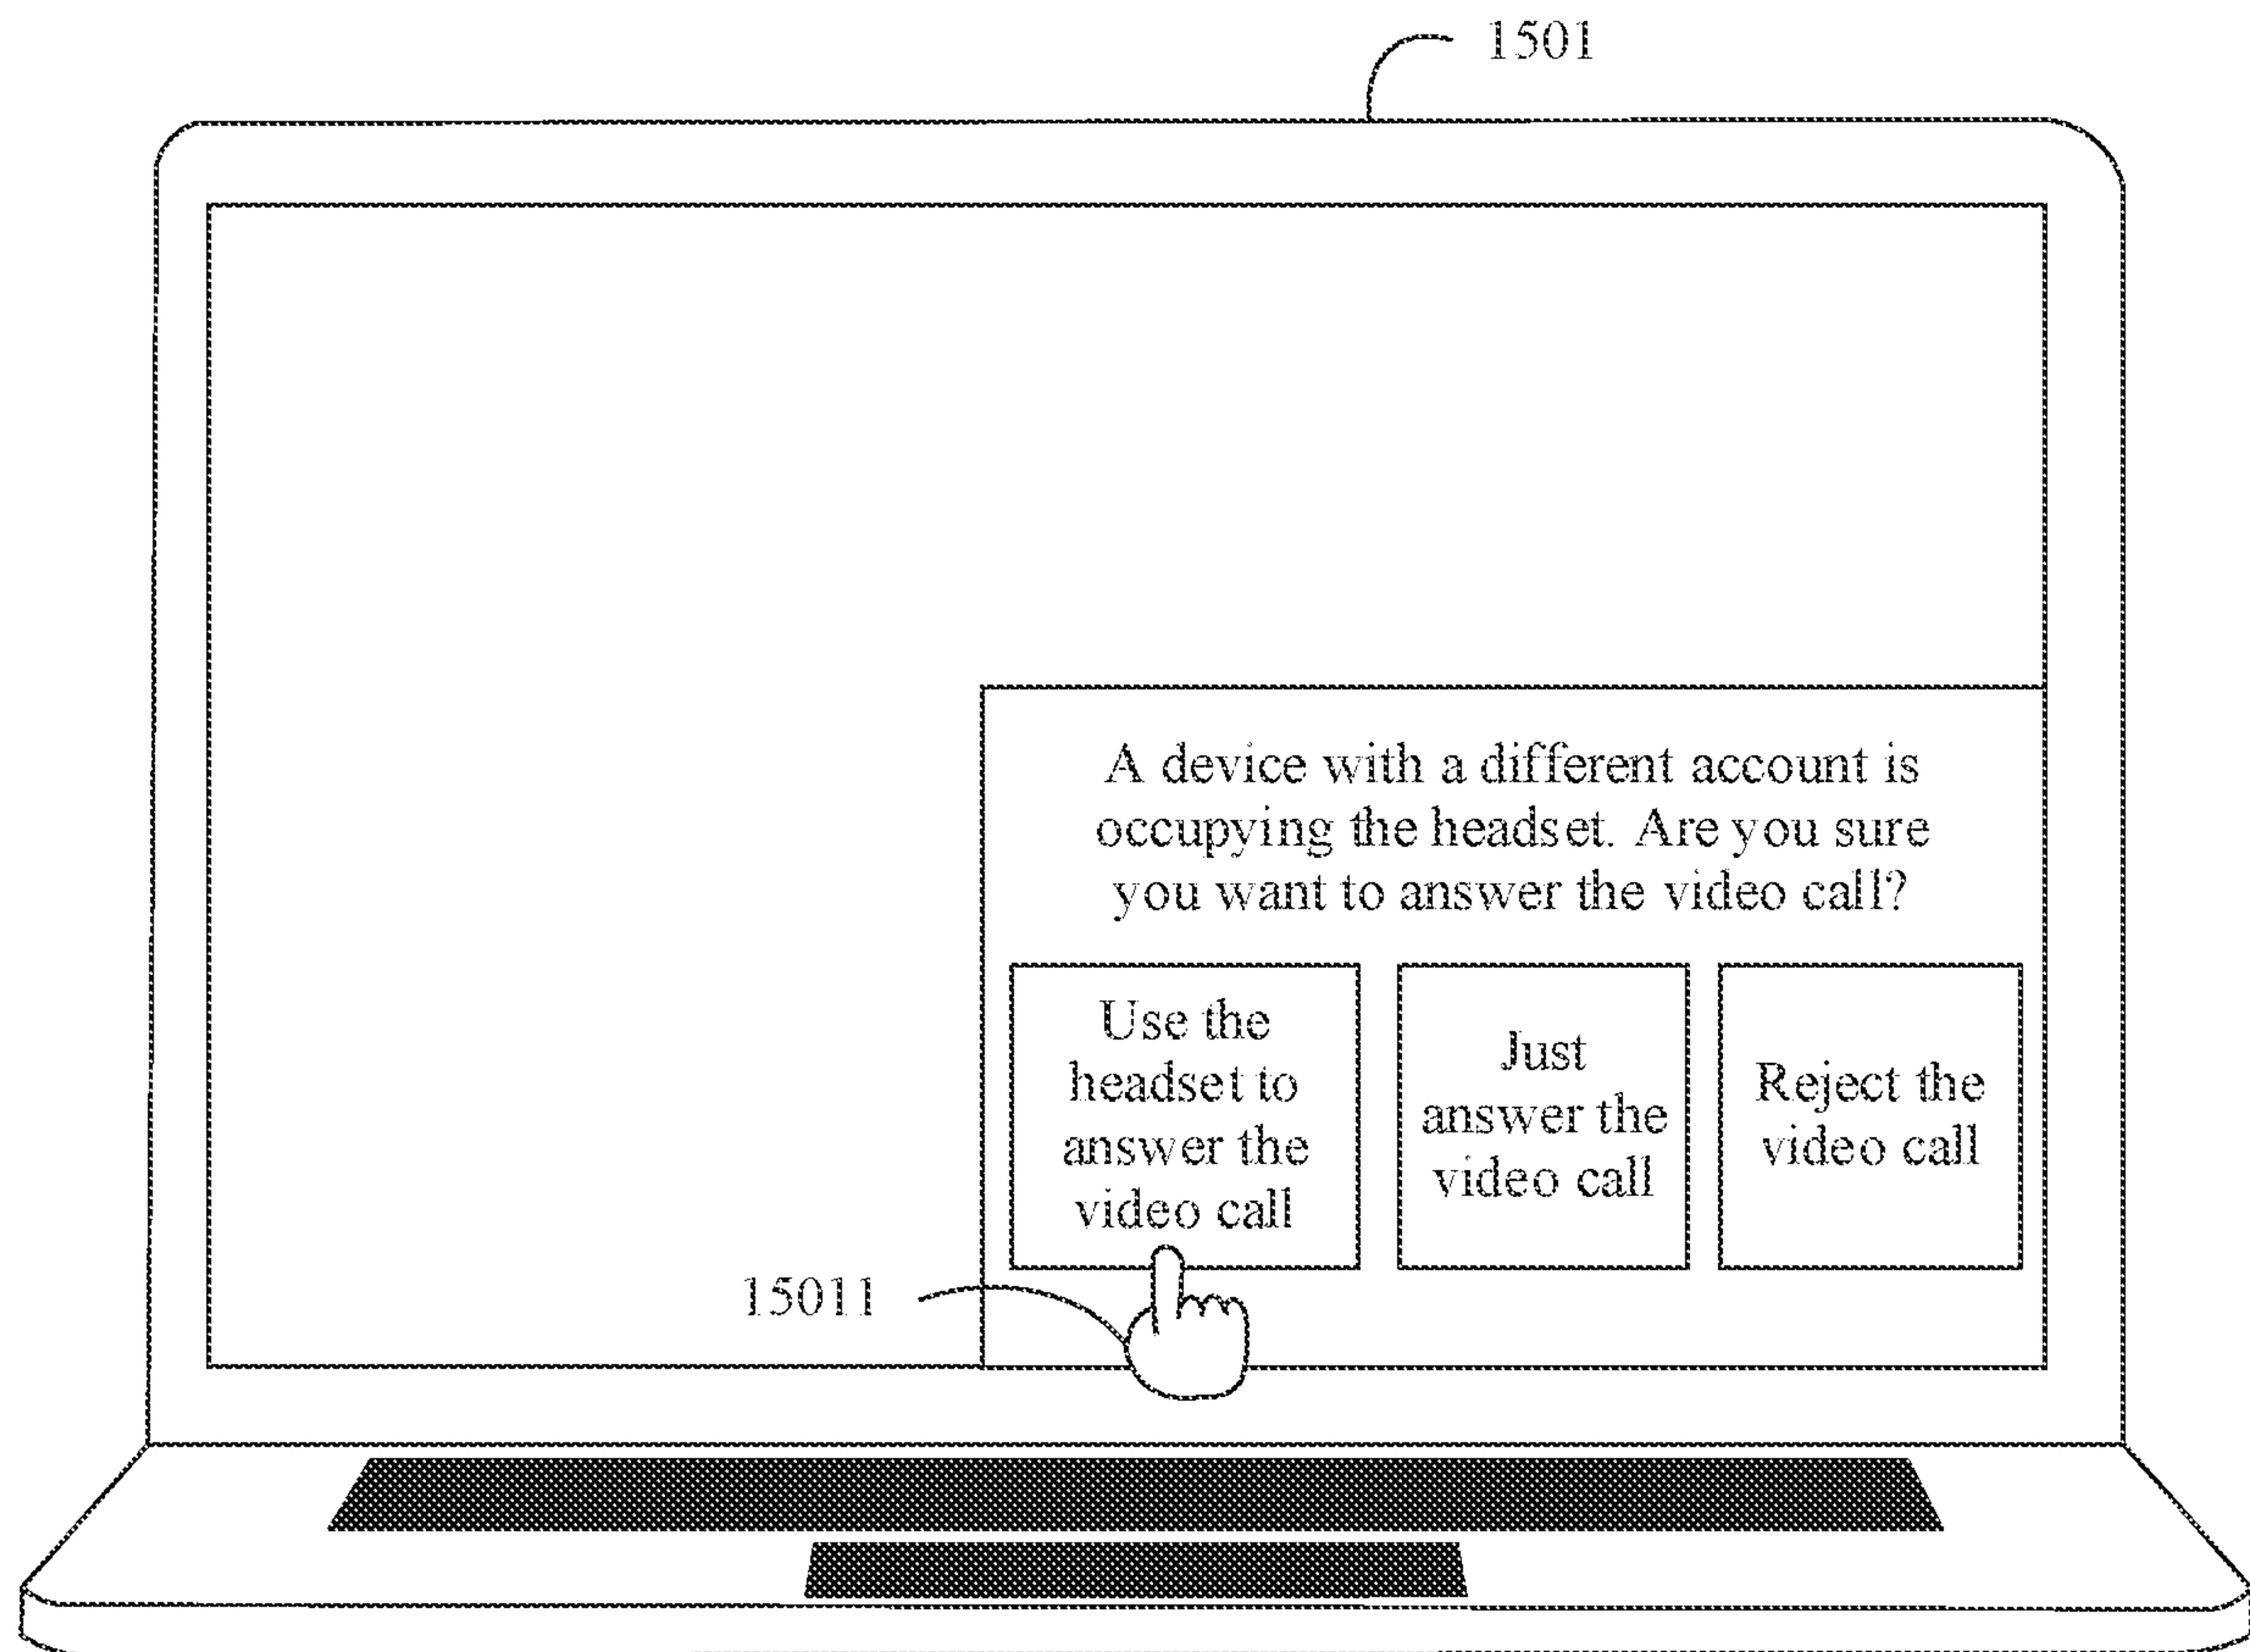 1501
A device with a different account is
occupying the headset. Are you sure
you want to answer the video call?
Use the
headset to
answer the
video call
Just
answer the
video call
Reject the
video call
15011